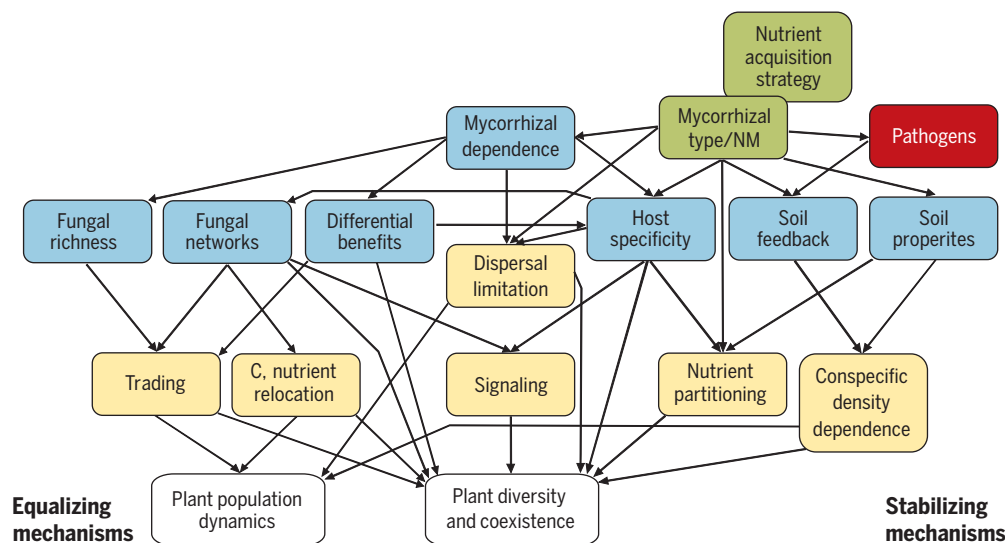 Nutrient
acquisition
strategy
Mycorrhizal
dependence
Mycorrhizal
type/NM
Pathogens
Fungal
richness
Fungal
networks
Differential
benefits
Host
specificity
Soil
feedback
Soil
properites
Dispersal
limitation
Trading
C, nutrient
relocation
Signaling
Nutrient
partitioning
Conspecific
density
dependence
Equalizing
mechanisms
Plant population
dynamics
Plant diversity
and coexistence
Stabilizing
mechanisms